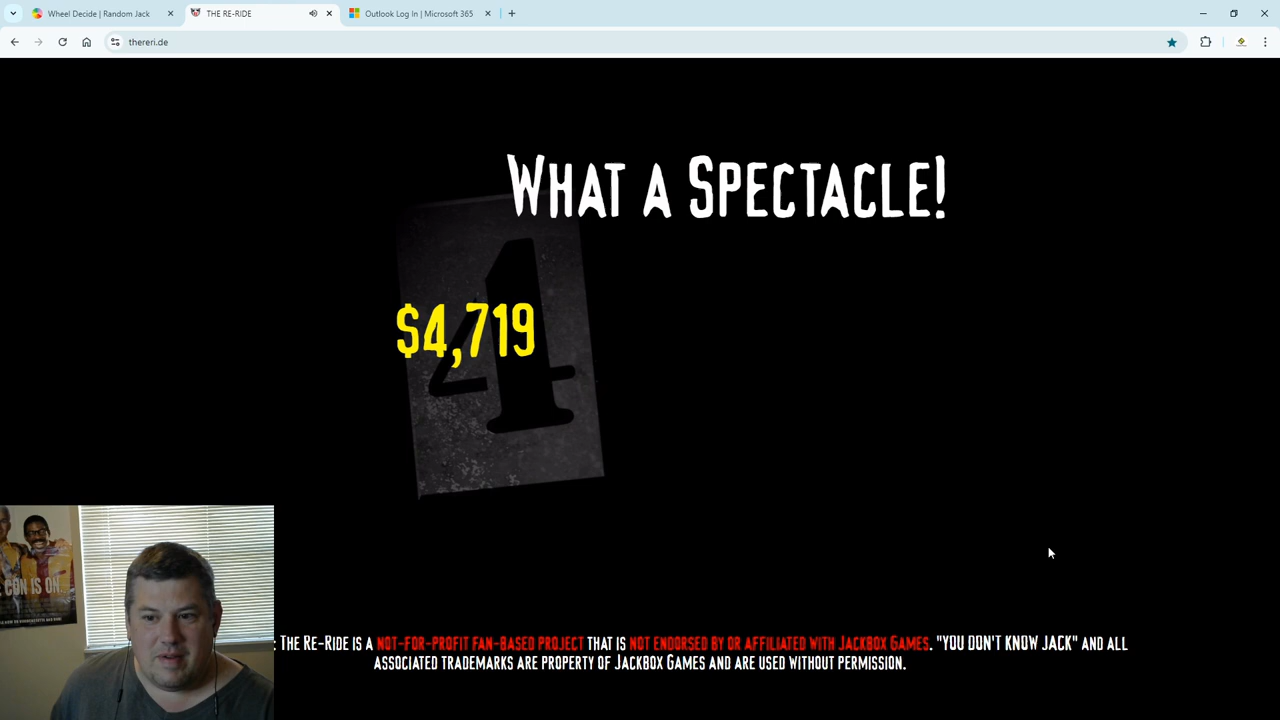 Wheel Decide | Random Jack
THE RE-RIDE
Outlook Log In | Microsoft 365
thereri.de
WHAT A SPECTACLE!
4
$4,719
CON IS ON.
: THE RE-RIDE IS A NOT-FOR-PROFIT FAN-BASED PROJECT THAT IS NOT ENDORSED BY OR AFFILIATED WITH JACKBOX GAMES. "YOU DON'T KNOW JACK" AND ALL
ASSOCIATED TRADEMARKS ARE PROPERTY OF JACKBOX GAMES AND ARE USED WITHOUT PERMISSION.